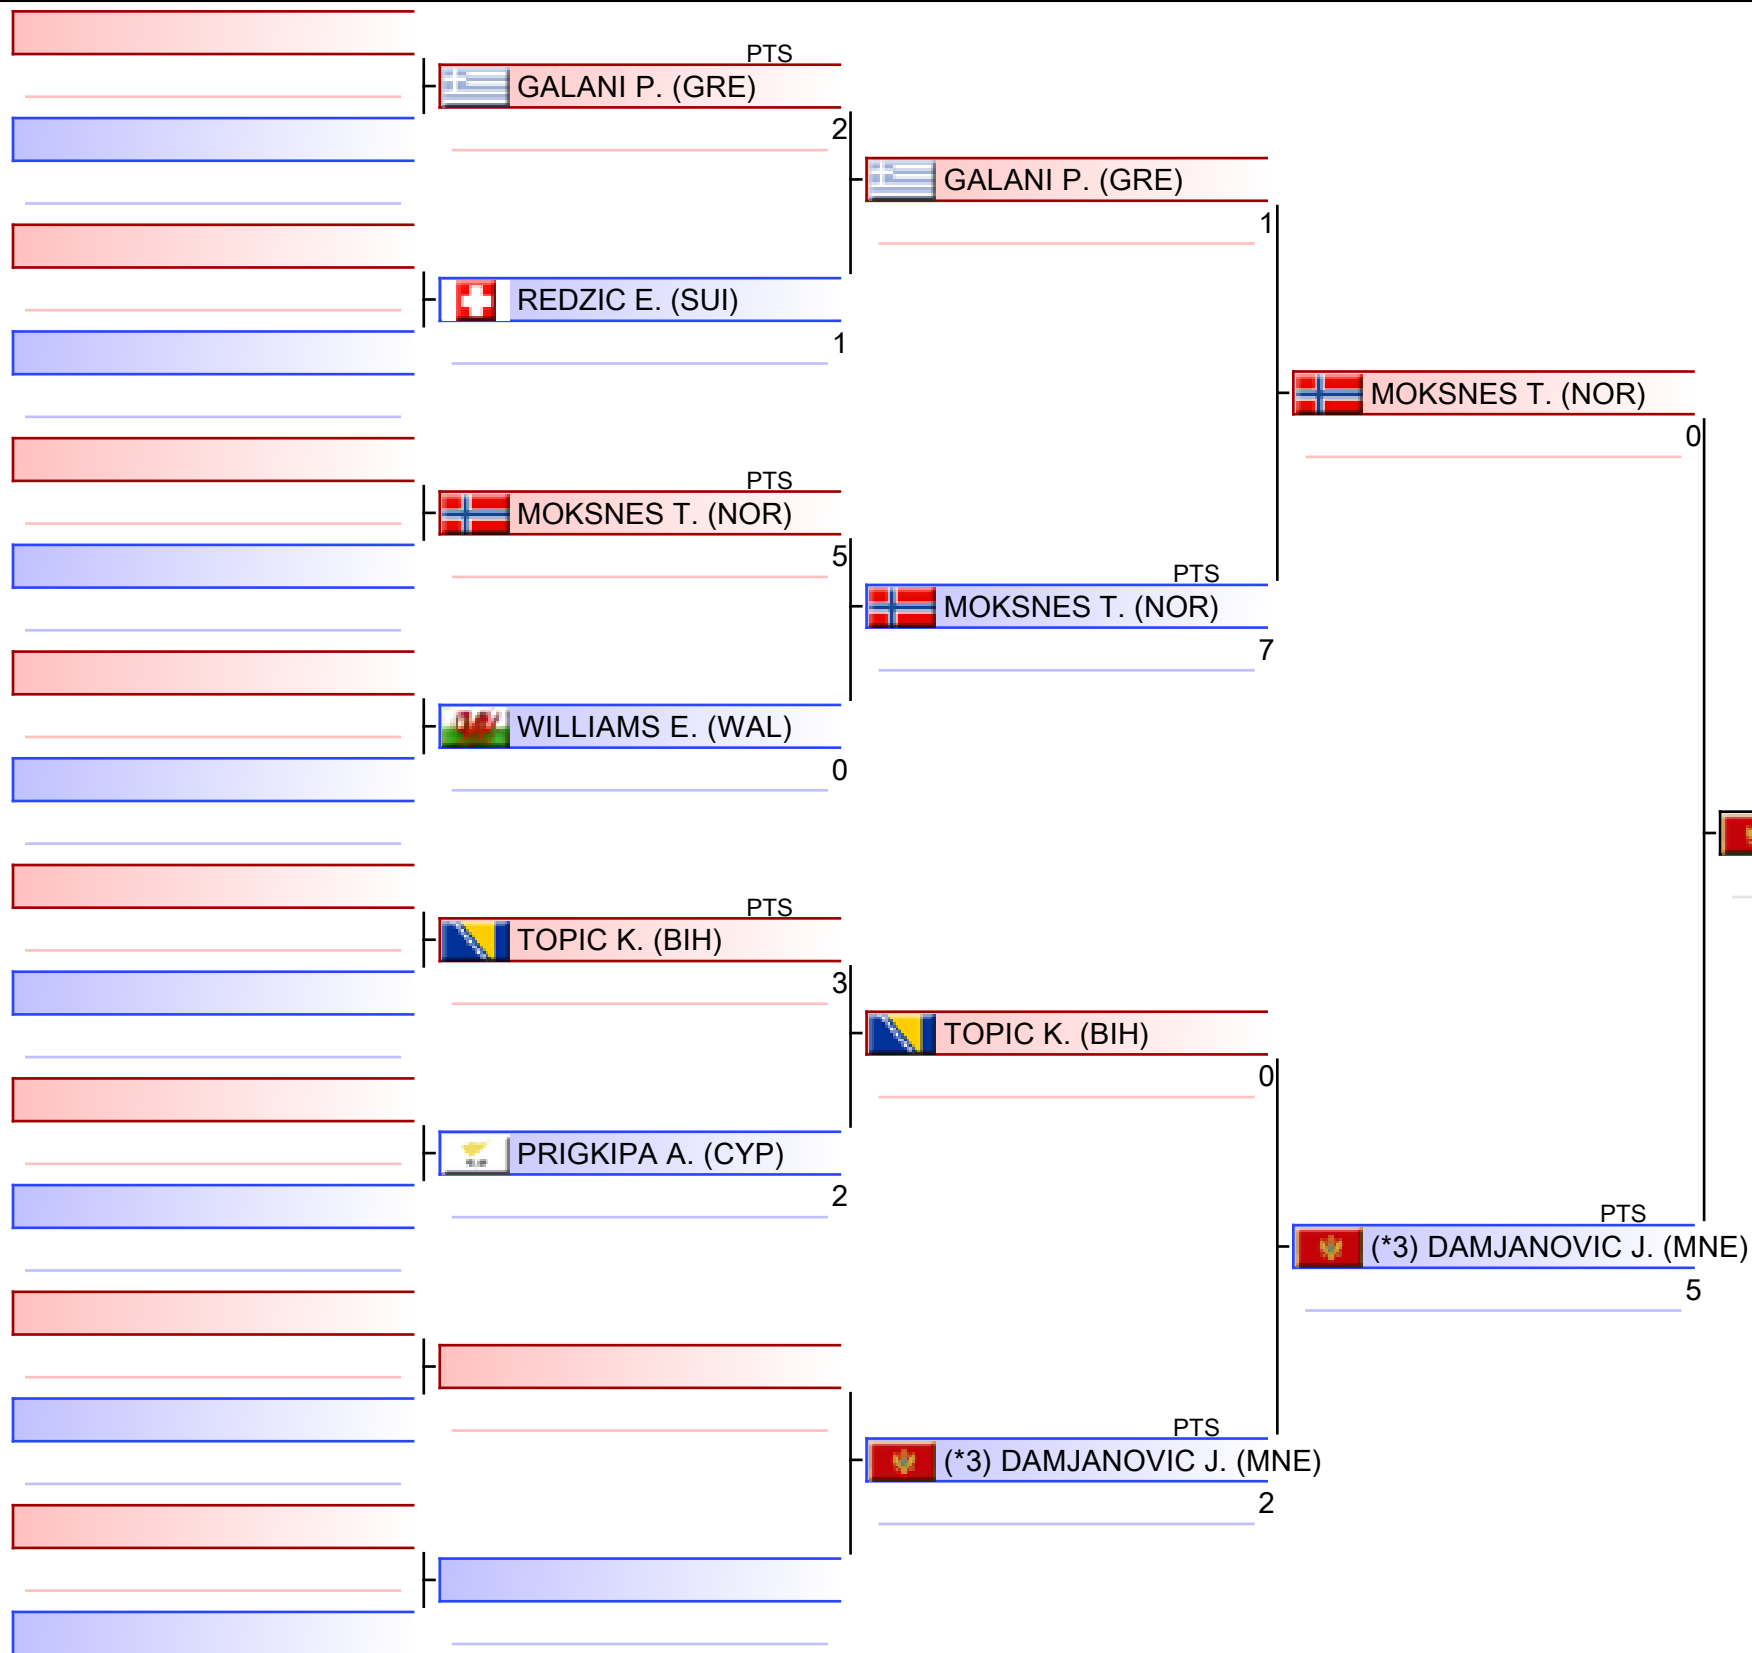 PTS
GALANI P. (GRE)
2
GALANI P. (GRE)
1
REDZIC E. (SUI)
1
MOKSNES T. (NOR)
0
PTS
MOKSNES T. (NOR)
5
PTS
MOKSNES T. (NOR)
7
WILLIAMS E. (WAL)
0
PTS
TOPIC K. (BIH)
3
TOPIC K. (BIH)
0
PRIGKIPA A. (CYP)
2
PTS
(*3) DAMJANOVIC J. (MNE)
5
PTS
(*3) DAMJANOVIC J. (MNE)
2